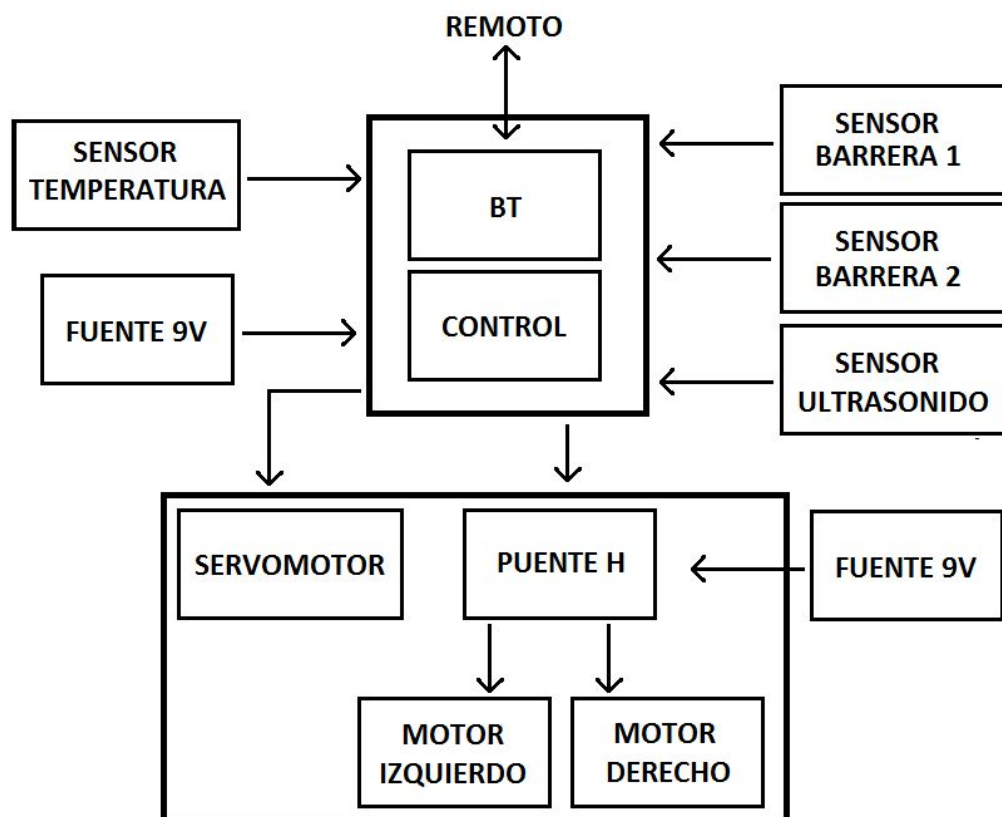 REMOTO
SENSOR
TEMPERATURA
FUENTE 9V
BT
CONTROL
SENSOR
BARRERA 1
SENSOR
BARRERA 2
SENSOR
ULTRASONIDO
SERVOMOTOR
PUENTE H
FUENTE 9V
MOTOR
IZQUIERDO
MOTOR
DERECHO